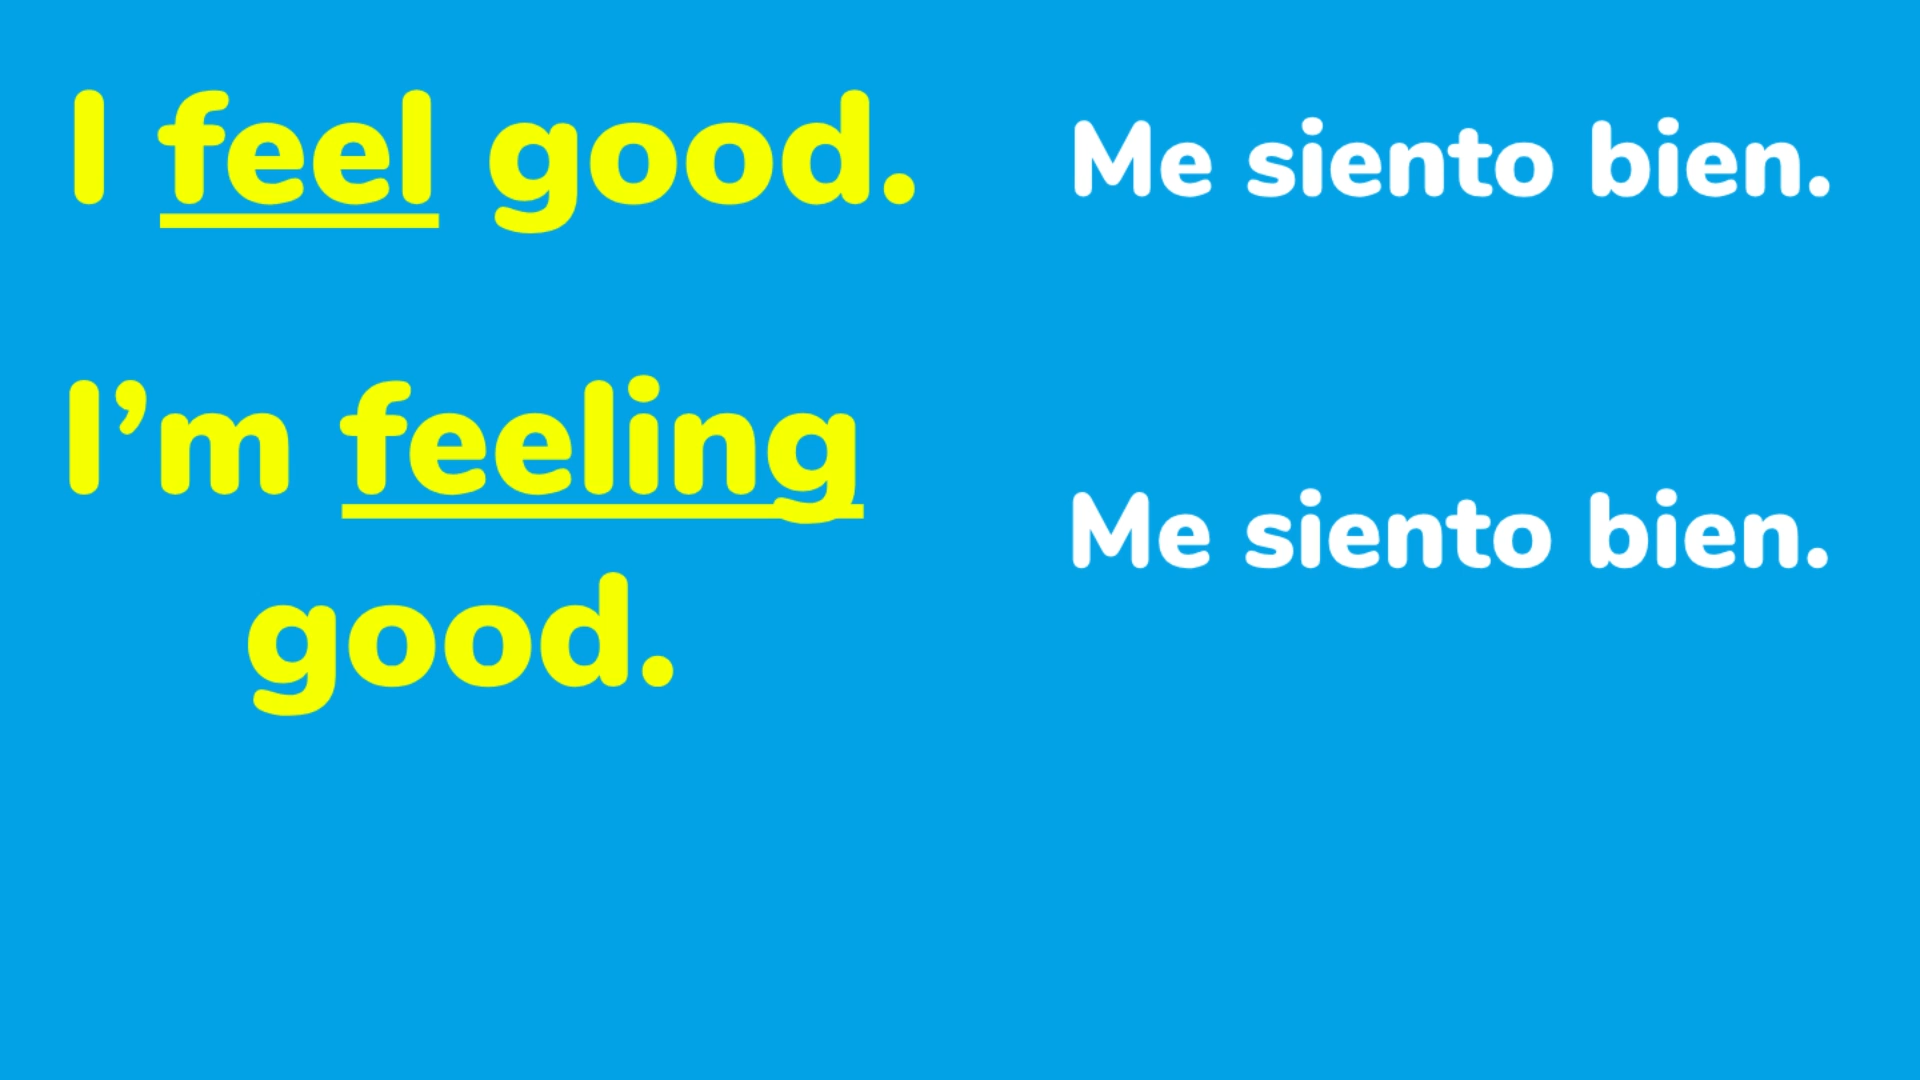 I feel good.
Me siento bien.
I’m feeling
good.
Me siento bien.